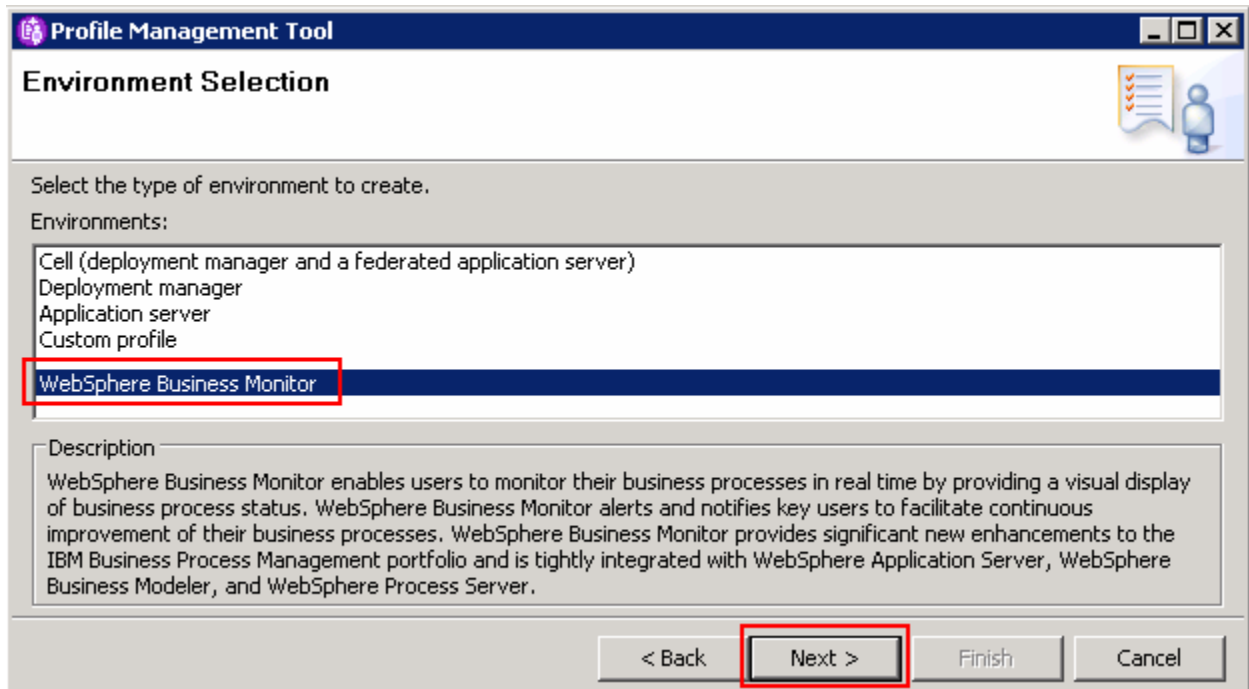 Profile Management Tool
Environment Selection
Select the type of environment to create.
Environments:
Cell (deployment manager and a federated application server)
Deployment manager
Application server
Custom profile
WebSphere Business Monitor
Description
WebSphere Business Monitor enables users to monitor their business processes in real time by providing a visual display
of business process status. WebSphere Business Monitor alerts and notifies key users to facilitate continuous
improvement of their business processes. WebSphere Business Monitor provides significant new enhancements to the
IBM Business Process Management portfolio and is tightly integrated with WebSphere Application Server, WebSphere
Business Modeler, and WebSphere Process Server.
< Back Next > Finish Cancel